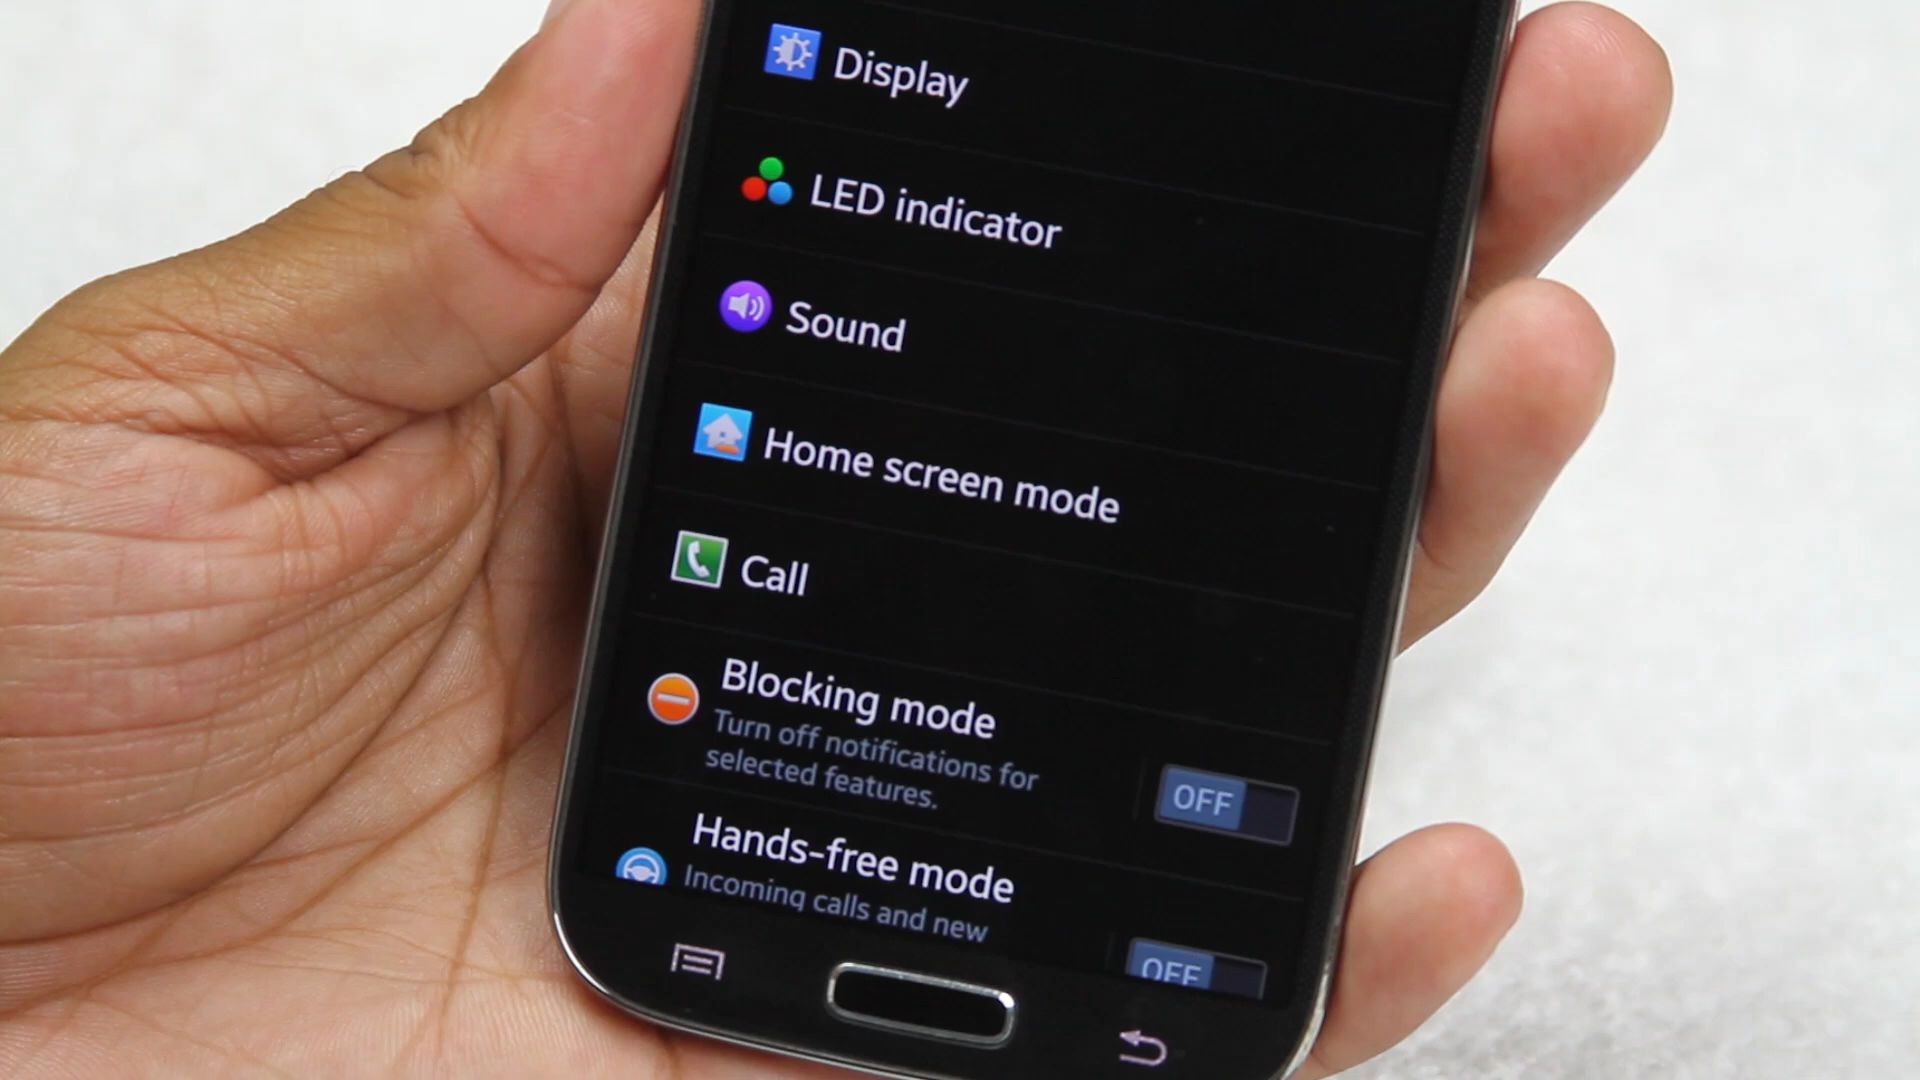 Display
LED indicator
Sound
Home screen mode
Call
Blocking mode
Turn off notifications for
selected features.
OFF
Hands-free mode
Incoming calls and new
OFF